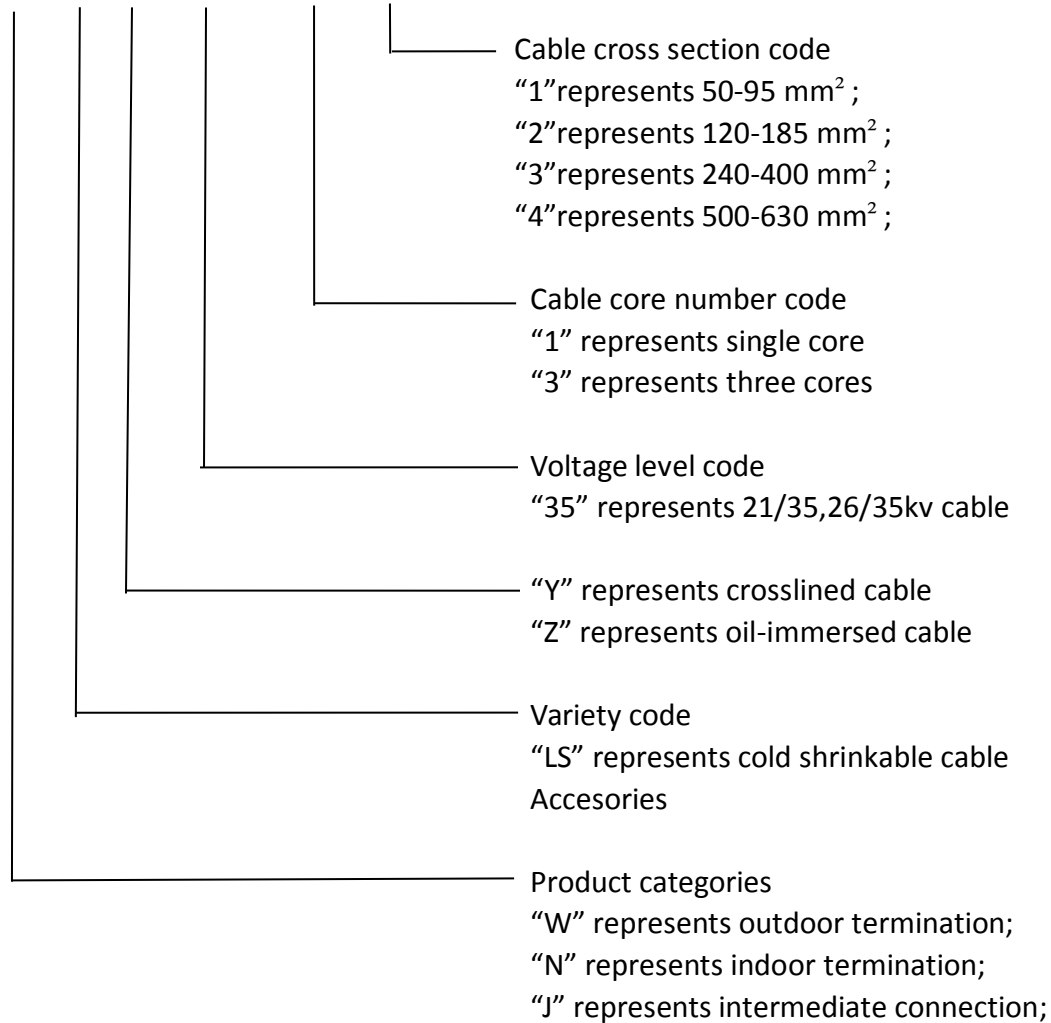 Cable cross section code
“1”represents 50-95 mm² ;
“2”represents 120-185 mm² ;
“3”represents 240-400 mm² ;
“4”represents 500-630 mm² ;
Cable core number code
“1” represents single core
“3” represents three cores
Voltage level code
“35” represents 21/35,26/35kv cable
“Y” represents crosslined cable
“Z” represents oil-immersed cable
Variety code
“LS” represents cold shrinkable cable
Accesories
Product categories
“W” represents outdoor termination;
“N” represents indoor termination;
“J” represents intermediate connection;